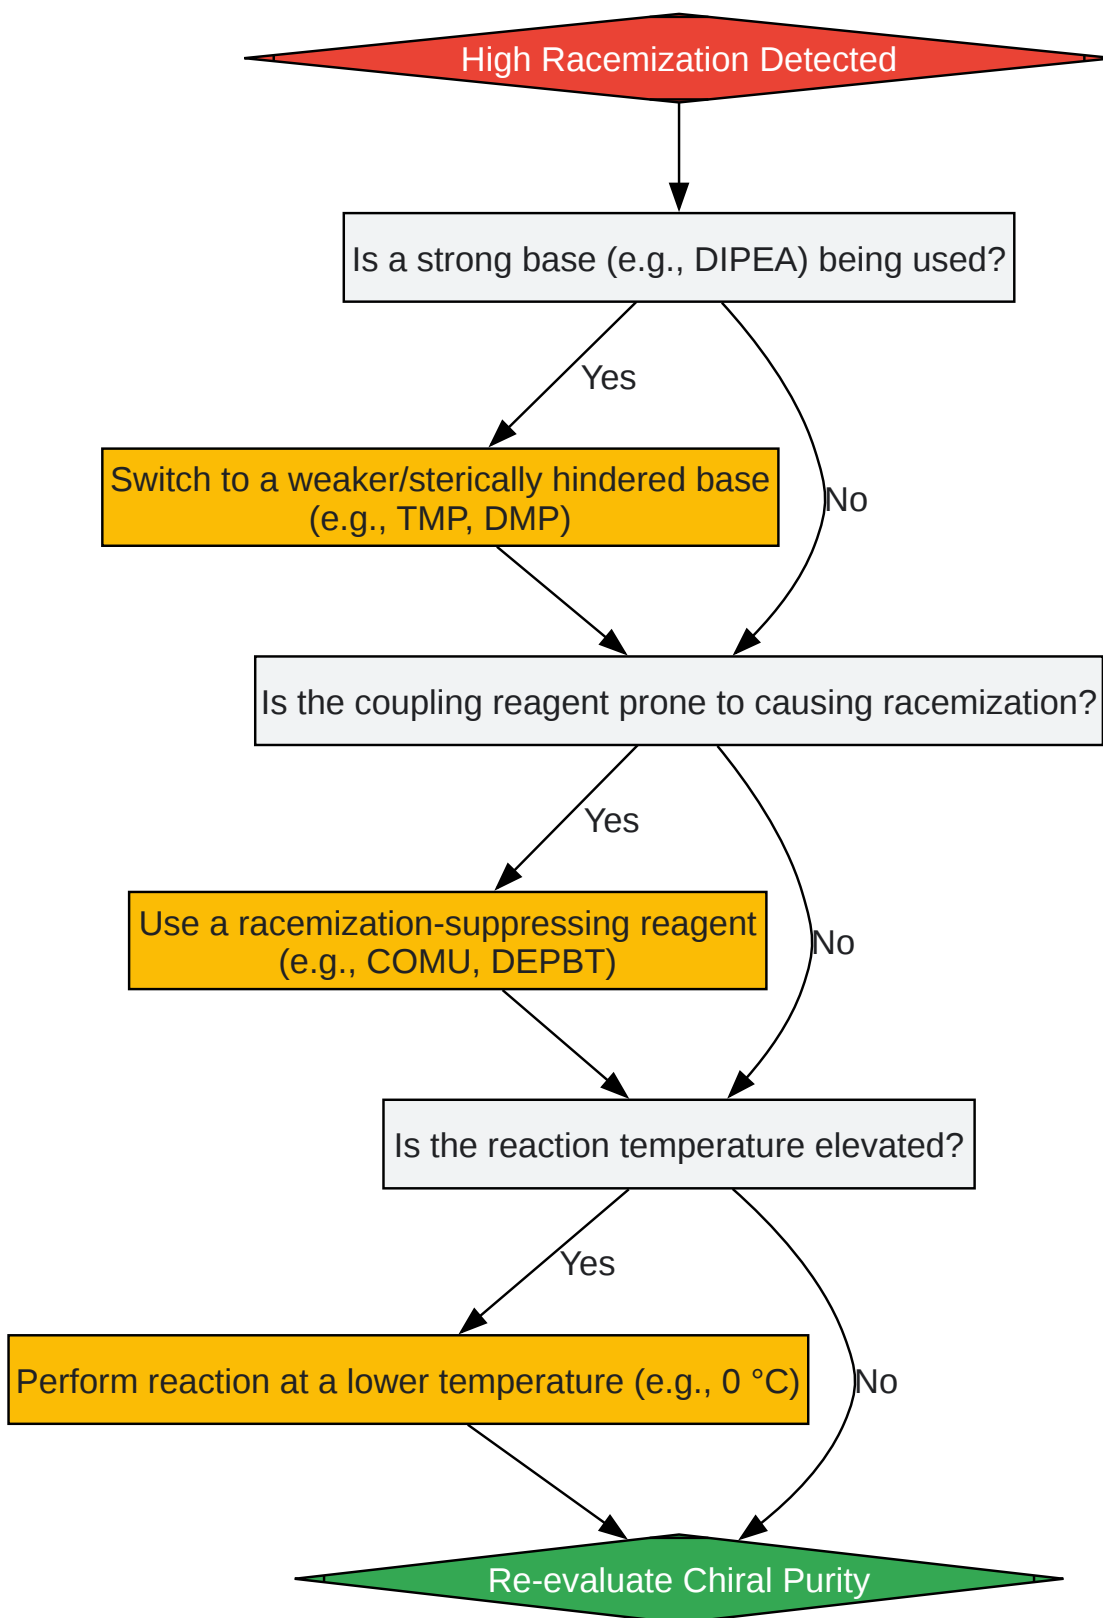 High Racemization Detected
Is a strong base (e.g., DIPEA) being used?
Yes
Switch to a weaker/sterically hindered base
(e.g., TMP, DMP)
No
Is the coupling reagent prone to causing racemization?
Yes
Use a racemization-suppressing reagent
(e.g., COMU, DEPBT)
No
Is the reaction temperature elevated?
Yes
Perform reaction at a lower temperature (e.g., 0 °C)
No
Re-evaluate Chiral Purity